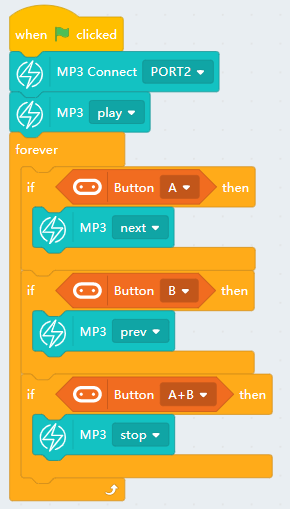 when clicked
MP3 Connect PORT2
MP3 play
forever
if Button A then
MP3 next
if Button B then
MP3 prev
if Button A+B then
MP3 stop